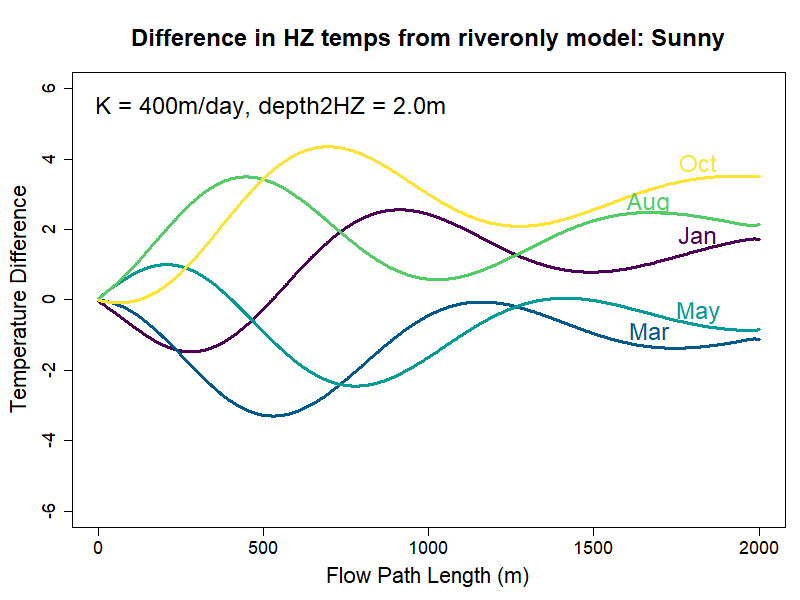 Difference in HZ temps from riveronly model: Sunny
K = 400m/day, depth2HZ = 2.0m
Temperature Difference
6
4
2
0
-2
-4
-6
Oct
Aug
Jan
May
Mar
0 500 1000 1500 2000
Flow Path Length (m)